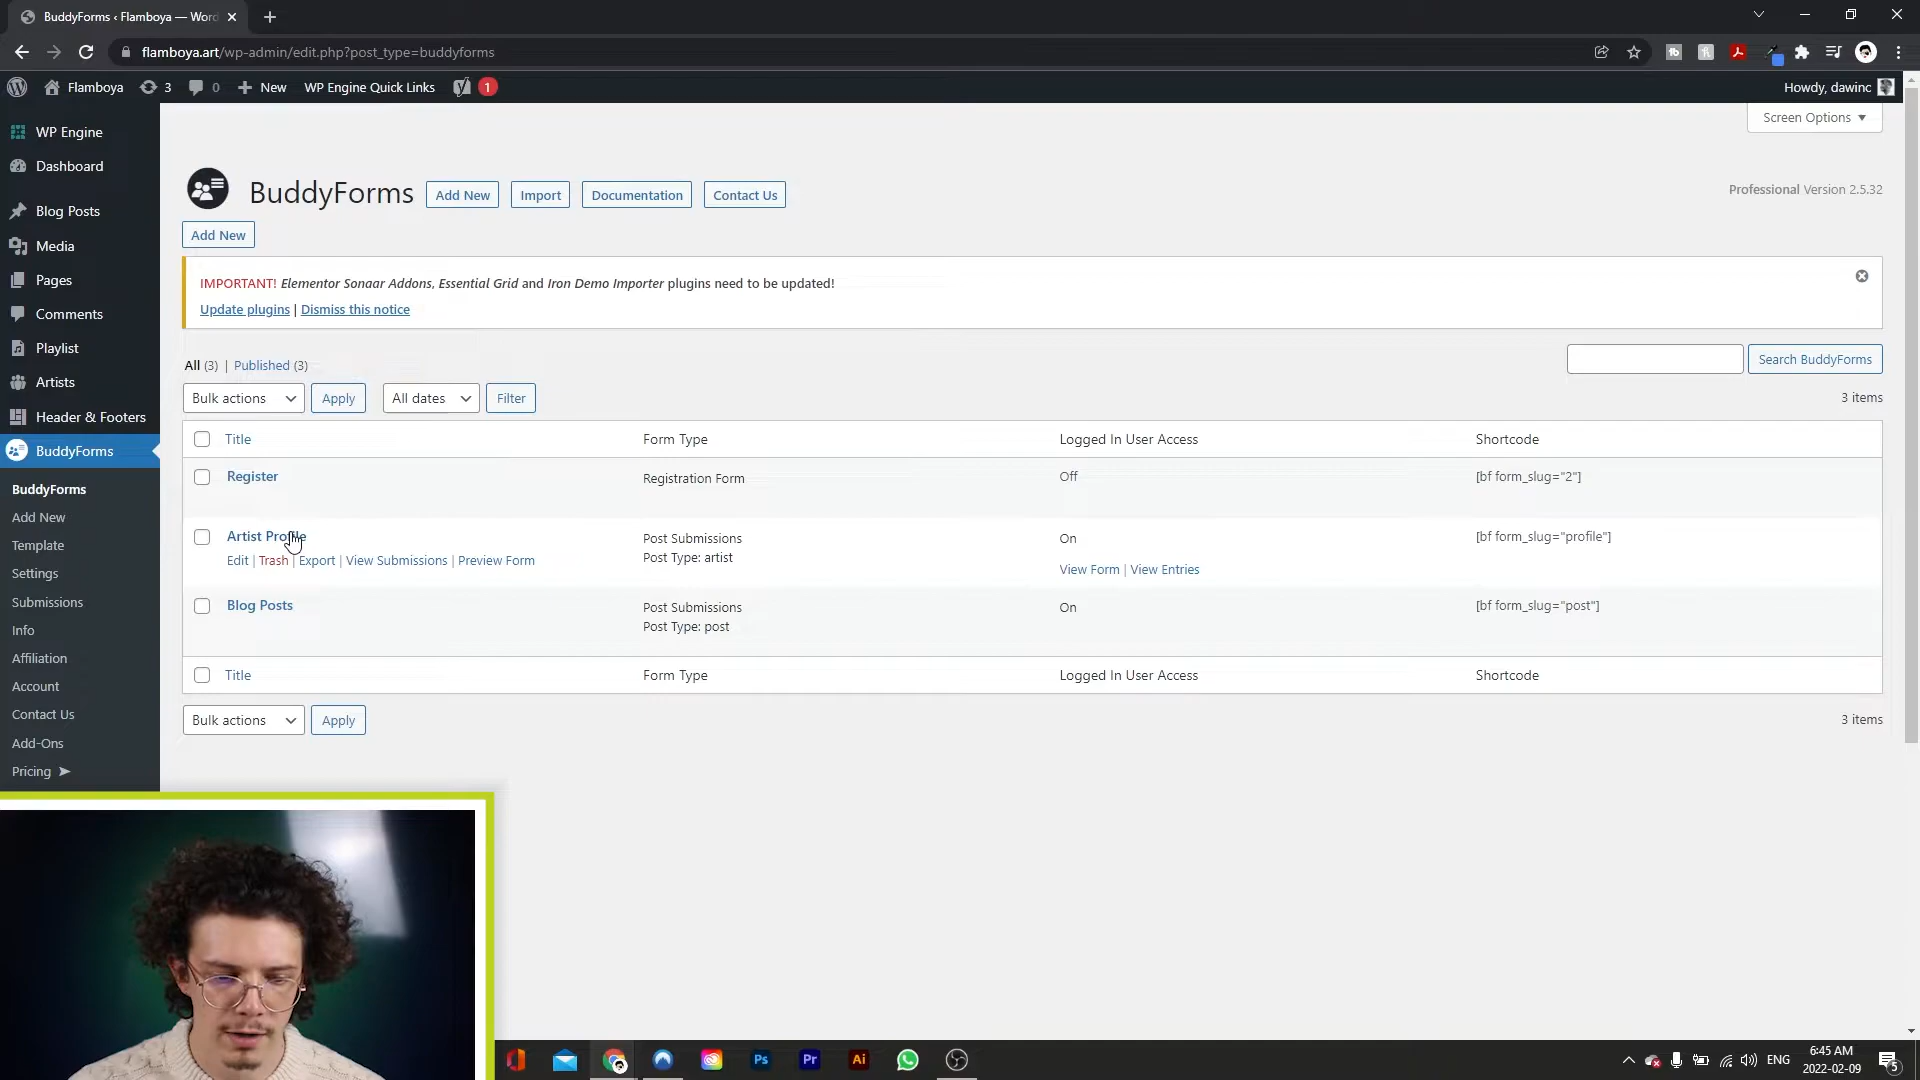 BuddyForms ‹ Flamboya — Word
flamboya.art/wp-admin/edit.php?post_type=buddyforms
Flamboya 3 0 New WP Engine Quick Links 1 Howdy, dawinc
Screen Options
WP Engine
Dashboard
Blog Posts
Media
Pages
Comments
Playlist
Artists
Header & Footers
BuddyForms
BuddyForms
Add New
Template
Settings
Submissions
Info
Affiliation
Account
Contact Us
Add-Ons
Pricing ➤
BuddyForms Add New Import Documentation Contact Us
Professional Version 2.5.32
Add New
IMPORTANT! Elementor Sonaar Addons, Essential Grid and Iron Demo Importer plugins need to be updated!
Update plugins | Dismiss this notice
All (3) | Published (3)
Search BuddyForms
Bulk actions Apply All dates Filter
3 items
Title Form Type Logged In User Access Shortcode
Register Registration Form Off [bf form_slug="2"]
Artist Profile Post Submissions On [bf form_slug="profile"]
Post Type: artist
Edit | Trash | Export | View Submissions | Preview Form
View Form | View Entries
Blog Posts Post Submissions On [bf form_slug="post"]
Post Type: post
Title Form Type Logged In User Access Shortcode
Bulk actions Apply
3 items
Ps Pr Ai
ENG
6:45 AM
2022-02-09
5